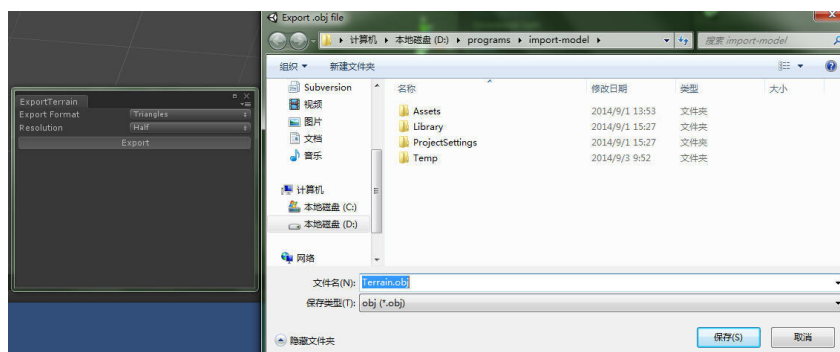 ExportTerrain
Export Format Triangles
Resolution Half
Export
Export .obj file
计算机 本地磁盘 (D:) programs import-model
搜索 import-model
组织 新建文件夹
Subversion
视频
图片
文档
音乐
计算机
本地磁盘 (C:)
本地磁盘 (D:)
网络
名称 修改日期 类型 大小
Assets 2014/9/1 13:53 文件夹
Library 2014/9/1 15:27 文件夹
ProjectSettings 2014/9/1 15:27 文件夹
Temp 2014/9/3 9:52 文件夹
文件名(N): Terrain.obj
保存类型(T): obj (*.obj)
隐藏文件夹 保存(S) 取消